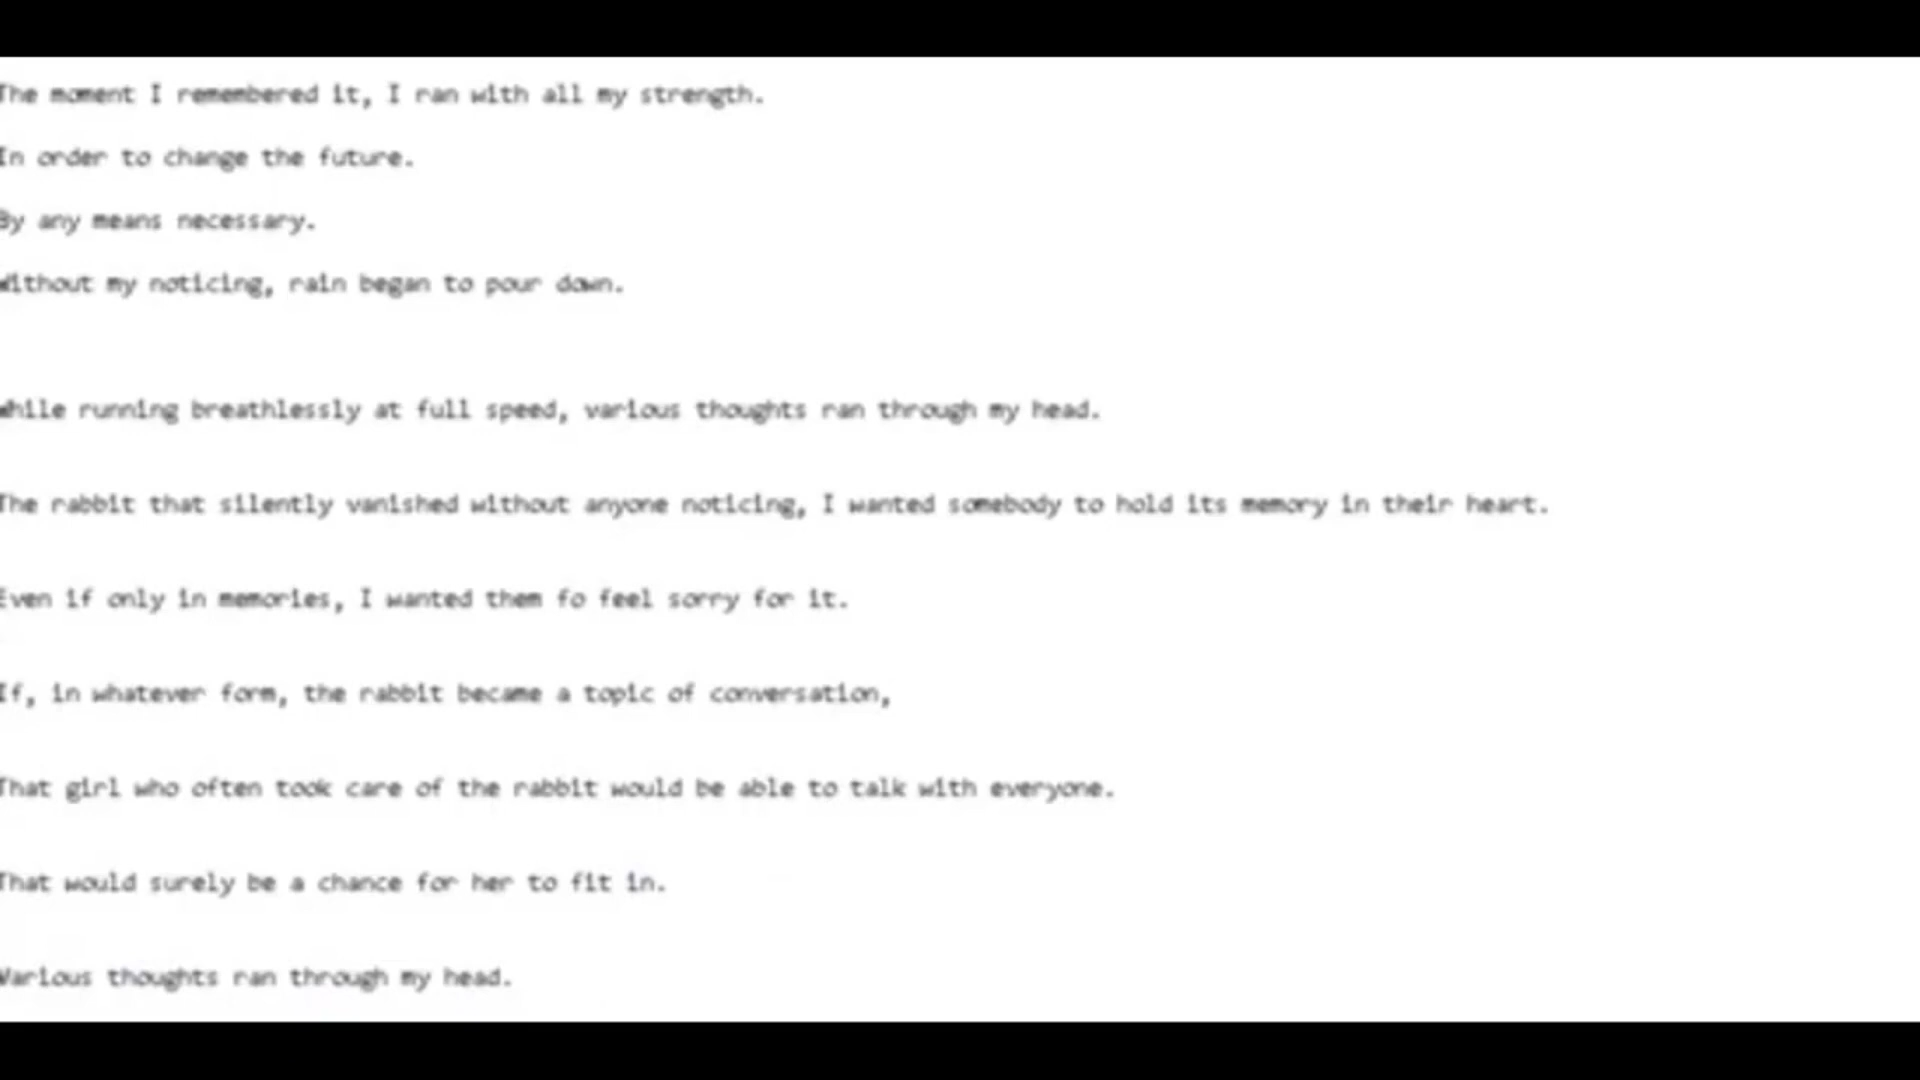 The moment I remembered it, I ran with all my strength.
In order to change the future.
By any means necessary.
Without my noticing, rain began to pour down.
While running breathlessly at full speed, various thoughts ran through my head.
The rabbit that silently vanished without anyone noticing, I wanted somebody to hold its memory in their heart.
Even if only in memories, I wanted them fo feel sorry for it.
If, in whatever form, the rabbit became a topic of conversation,
That girl who often took care of the rabbit would be able to talk with everyone.
That would surely be a chance for her to fit in.
Various thoughts ran through my head.